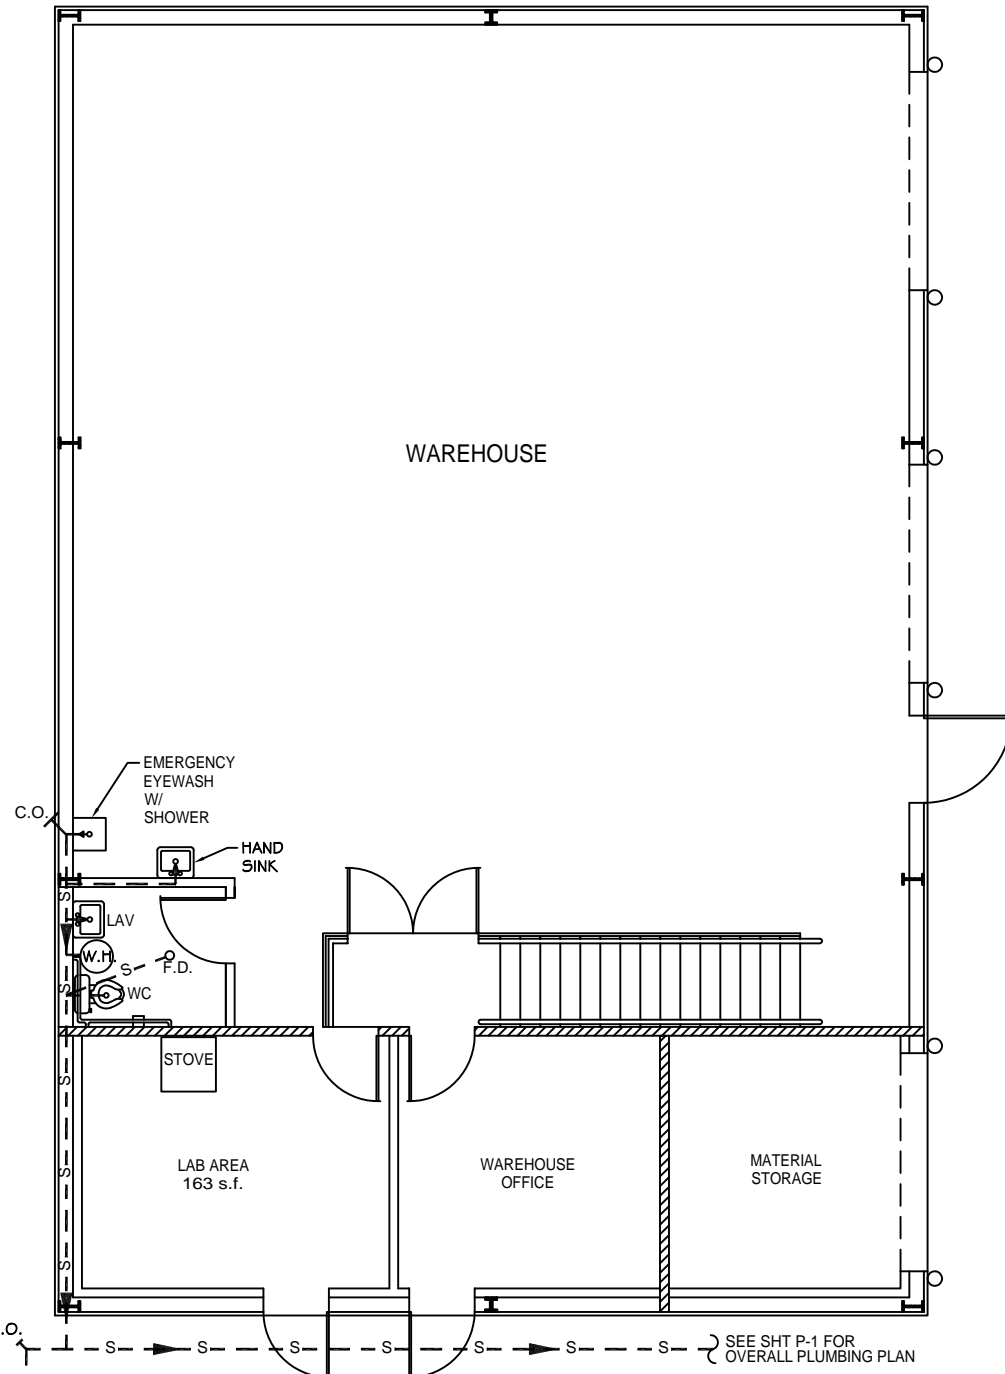 WAREHOUSE
EMERGENCY
EYEWASH
W/
SHOWER
C.O.
HAND
SINK
S
LAV
W.H.
S
F.D.
S
WC
STOVE
S
LAB AREA
163 s.f.
WAREHOUSE
OFFICE
MATERIAL
STORAGE
S
S
.O.
S
S
S
S
S
S
S
SEE SHT P-1 FOR
OVERALL PLUMBING PLAN